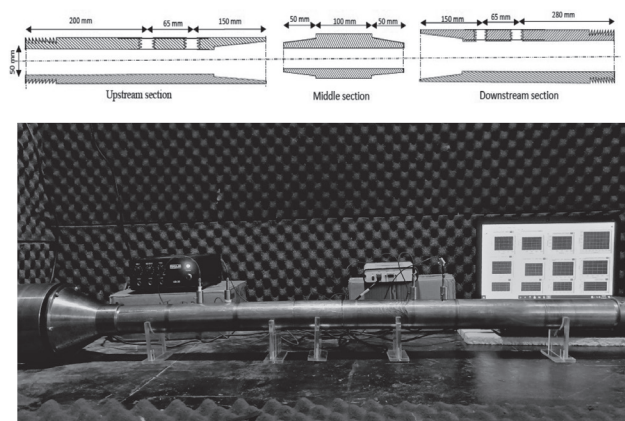 200 mm 65 mm 150 mm
50 mm 100 mm 50 mm
150 mm 65 mm 280 mm
50 mm
Upstream section
Middle section
Downstream section